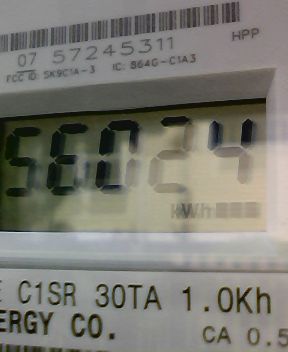 07 57245311
HPP
FCC ID: SK9C1A-3 IC: 864G-C1A3
56024
kWh
E C1SR 30TA 1.0Kh
ERGY CO.
CA 0.5